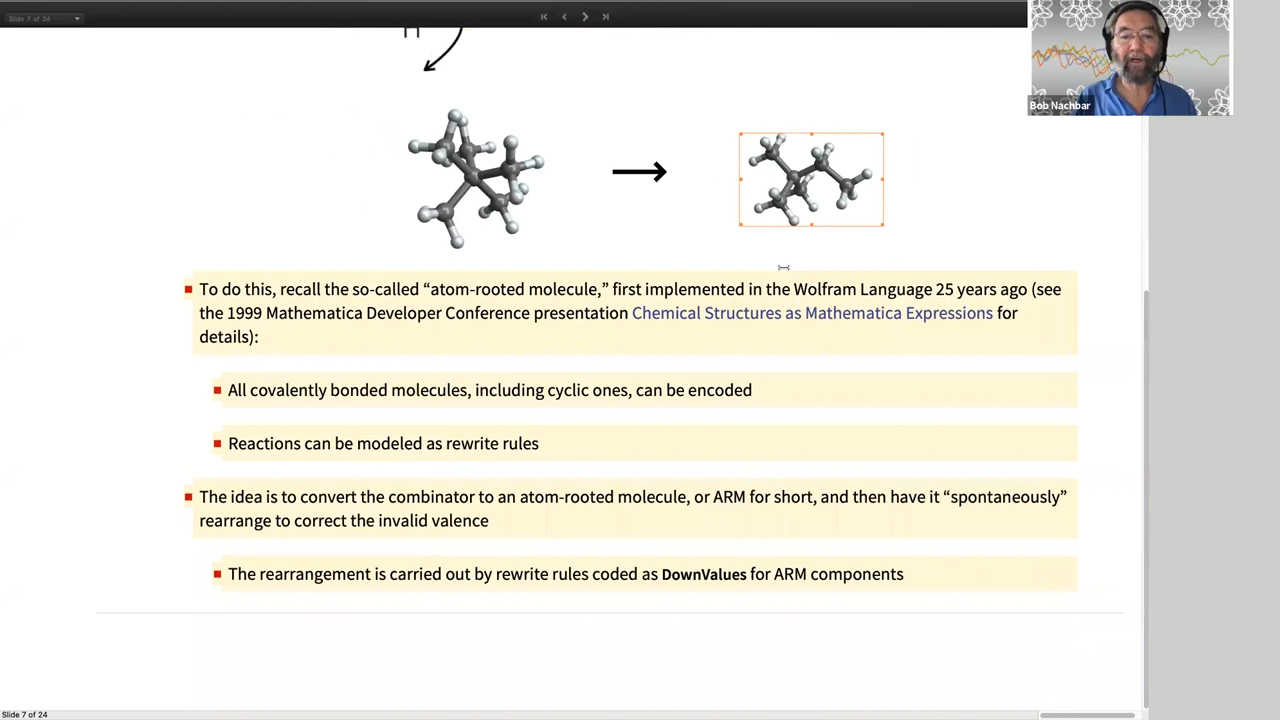 Slide 7 of 24
Bob Nachbar
H
To do this, recall the so-called “atom-rooted molecule,” first implemented in the Wolfram Language 25 years ago (see
the 1999 Mathematica Developer Conference presentation Chemical Structures as Mathematica Expressions for
details):
All covalently bonded molecules, including cyclic ones, can be encoded
Reactions can be modeled as rewrite rules
The idea is to convert the combinator to an atom-rooted molecule, or ARM for short, and then have it “spontaneously”
rearrange to correct the invalid valence
The rearrangement is carried out by rewrite rules coded as DownValues for ARM components
Slide 7 of 24